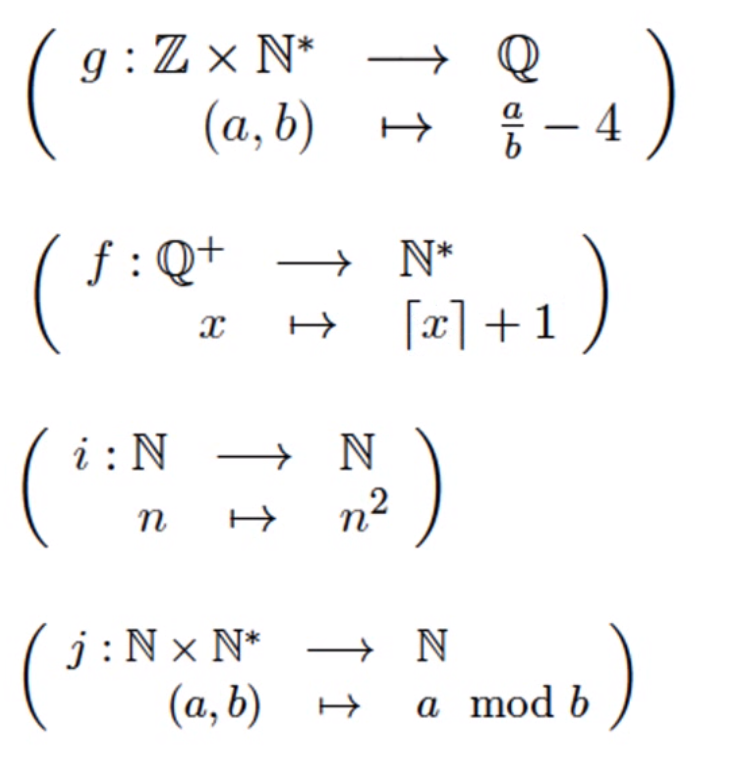 g : ℤ × ℕ* ⟶ ℚ
(a, b) ↦ a/b − 4
f : ℚ⁺ ⟶ ℕ*
x ↦ ⌈x⌉ + 1
i : ℕ ⟶ ℕ
n ↦ n²
j : ℕ × ℕ* ⟶ ℕ
(a, b) ↦ a mod b